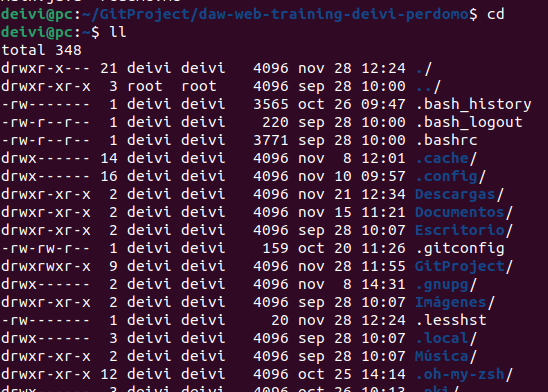 deivi@pc:~/GitProject/daw-web-training-deivi-perdomo$ cd
deivi@pc:~$ ll
total 348
drwxr-x--- 21 deivi deivi   4096 nov 28 12:24 ./
drwxr-xr-x  3 root  root    4096 sep 28 10:00 ../
-rw-------  1 deivi deivi   3565 oct 26 09:47 .bash_history
-rw-r--r--  1 deivi deivi    220 sep 28 10:00 .bash_logout
-rw-r--r--  1 deivi deivi   3771 sep 28 10:00 .bashrc
drwx------ 14 deivi deivi   4096 nov  8 12:01 .cache/
drwx------ 16 deivi deivi   4096 nov 10 09:57 .config/
drwxr-xr-x  2 deivi deivi   4096 nov 21 12:34 Descargas/
drwxr-xr-x  2 deivi deivi   4096 nov 15 11:21 Documentos/
drwxr-xr-x  2 deivi deivi   4096 sep 28 10:07 Escritorio/
-rw-rw-r--  1 deivi deivi    159 oct 20 11:26 .gitconfig
drwxrwxr-x  9 deivi deivi   4096 nov 28 11:55 GitProject/
drwx------  2 deivi deivi   4096 nov  8 14:31 .gnupg/
drwxr-xr-x  2 deivi deivi   4096 sep 28 10:07 Imágenes/
-rw-------  1 deivi deivi     20 nov 28 12:24 .lesshst
drwx------  3 deivi deivi   4096 sep 28 10:07 .local/
drwxr-xr-x  2 deivi deivi   4096 sep 28 10:07 Música/
drwxr-xr-x 12 deivi deivi   4096 oct 25 14:14 .oh-my-zsh/
drwx------  3 deivi deivi   4096 oct 26 10:13 .pki/